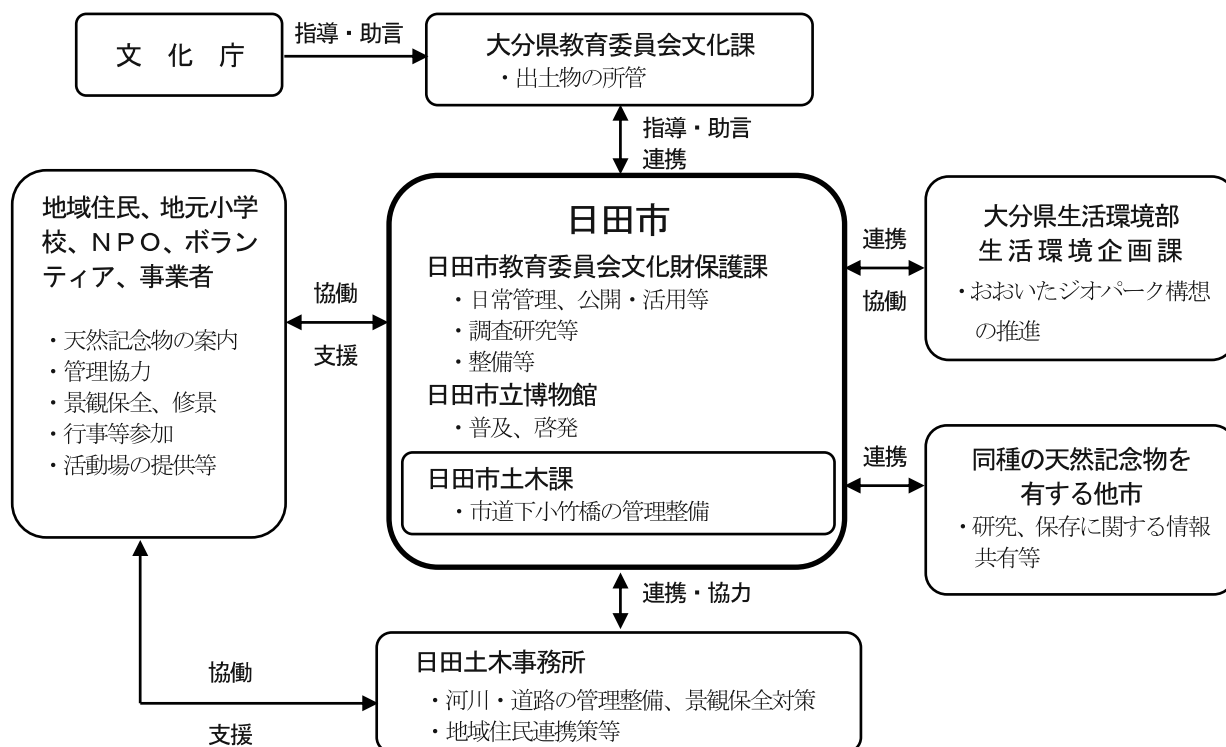 文 化 庁
指導・助言
大分県教育委員会文化課
・出土物の所管
指導・助言
連携
地域住民、地元小学
校、ＮＰＯ、ボラン
ティア、事業者
・天然記念物の案内
・管理協力
・景観保全、修景
・行事等参加
・活動場の提供等
協働
支援
日田市
日田市教育委員会文化財保護課
・日常管理、公開・活用等
・調査研究等
・整備等
日田市立博物館
・普及、啓発
日田市土木課
・市道下小竹橋の管理整備
連携
協働
大分県生活環境部
生活環境企画課
・おおいたジオパーク構想
の推進
連携
同種の天然記念物を
有する他市
・研究、保存に関する情報
共有等
連携・協力
日田土木事務所
・河川・道路の管理整備、景観保全対策
・地域住民連携策等
協働
支援